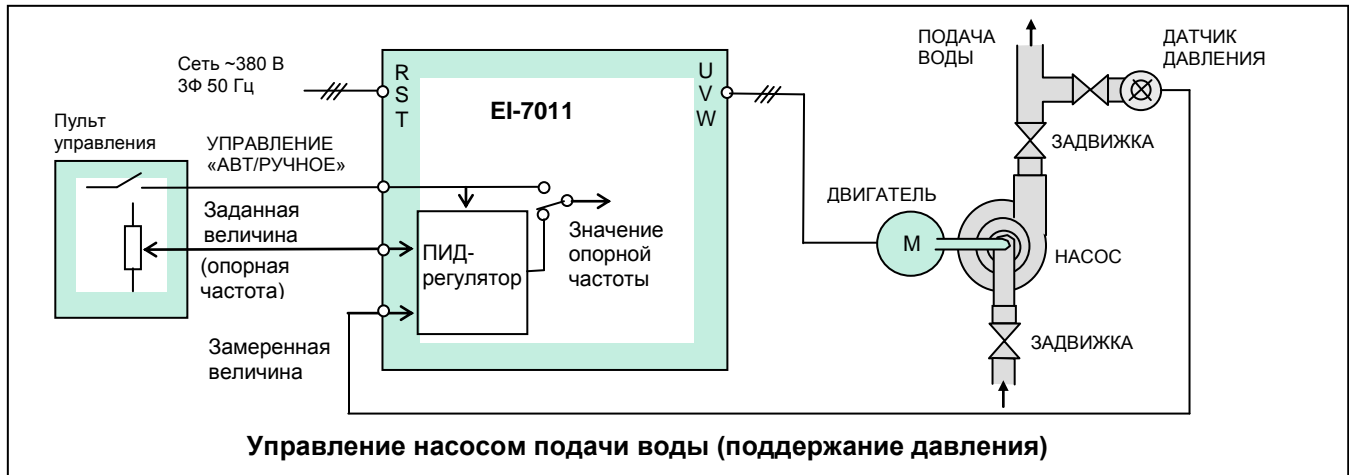 ПОДАЧА
ВОДЫ
ДАТЧИК
ДАВЛЕНИЯ
Сеть ~380 В
3Ф 50 Гц
R
S
T
EI-7011
U
V
W
Пульт
управления
УПРАВЛЕНИЕ
«АВТ/РУЧНОЕ»
ЗАДВИЖКА
ДВИГАТЕЛЬ
Заданная
величина
(опорная
частота)
ПИД-
регулятор
Значение
опорной
частоты
М
НАСОС
Замеренная
величина
ЗАДВИЖКА
Управление насосом подачи воды (поддержание давления)